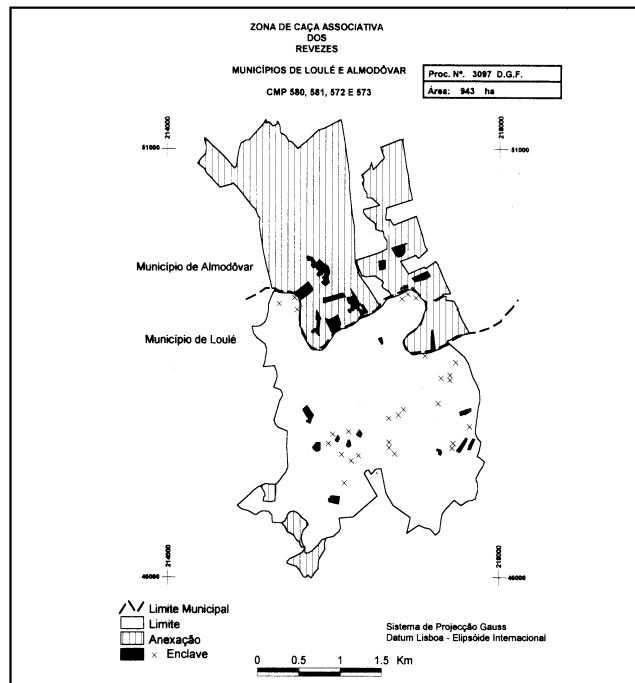 ZONA DE CAÇA ASSOCIATIVA
DOS
REVEZES
MUNICÍPIOS DE LOULÉ E ALMODÔVAR
CMP 580, 581, 572 E 573
Proc. Nº. 3097 D.G.F.
Área: 943 ha
214000
218000
51000
51000
Município de Almodôvar
Município de Loulé
214000
218000
46000
46000
Limite Municipal
Limite
Anexação
Enclave
Sistema de Projecção Gauss
Datum Lisboa - Elipsóide Internacional
0 0.5 1 1.5 Km